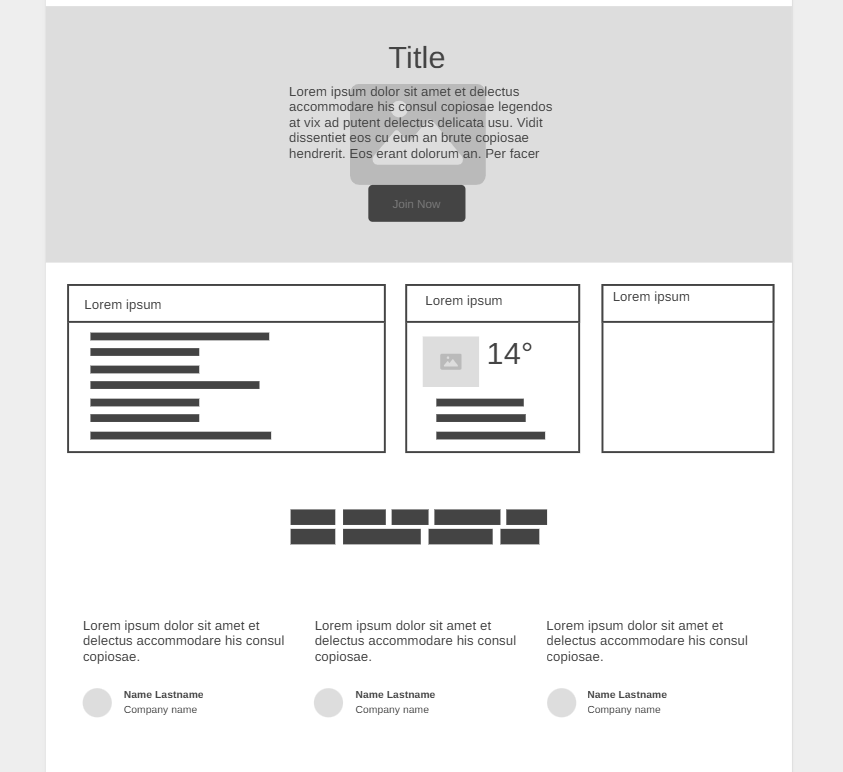 Title
Lorem ipsum dolor sit amet et delectus
accommodare his consul copiosae legendos
at vix ad putent delectus delicata usu. Vidit
dissentiet eos cu eum an brute copiosae
hendrerit. Eos erant dolorum an. Per facer
Join Now
Lorem ipsum
Lorem ipsum
14°
Lorem ipsum
Lorem ipsum dolor sit amet et
delectus accommodare his consul
copiosae.
Name Lastname
Company name
Lorem ipsum dolor sit amet et
delectus accommodare his consul
copiosae.
Name Lastname
Company name
Lorem ipsum dolor sit amet et
delectus accommodare his consul
copiosae.
Name Lastname
Company name